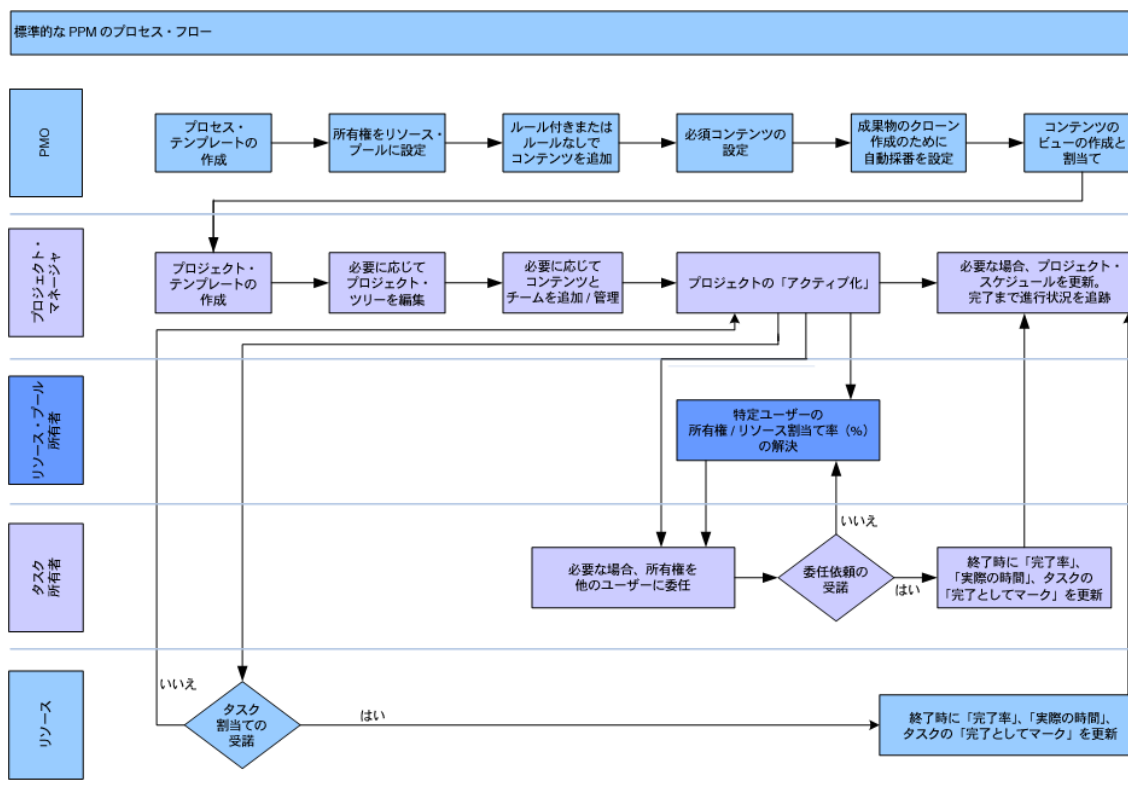 標準的な PPM のプロセス・フロー
PMO
プロセス・
テンプレートの
作成
所有権をリソース・
プールに設定
ルール付きまたは
ルールなしで
コンテンツを追加
必須コンテンツの
設定
成果物のクローン
作成のために
自動採番を設定
コンテンツの
ビューの作成と
割当て
プロジェクト・
マネージャ
プロジェクト・
テンプレートの
作成
必要に応じて
プロジェクト・
ツリーを編集
必要に応じて
コンテンツと
チームを追加 / 管理
プロジェクトの「アクティブ化」
必要な場合、プロジェクト・
スケジュールを更新。
完了まで進行状況を追跡
リソース・プール
所有者
特定ユーザーの
所有権 / リソース割当て率（%）
の解決
タスク
所有者
必要な場合、所有権を
他のユーザーに委任
いいえ
委任依頼の
受諾
はい
終了時に「完了率」、
「実際の時間」、タスクの
「完了としてマーク」を更新
リソース
いいえ
タスク
割当ての
受諾
はい
終了時に「完了率」、「実際の時間」、
タスクの「完了としてマーク」を更新